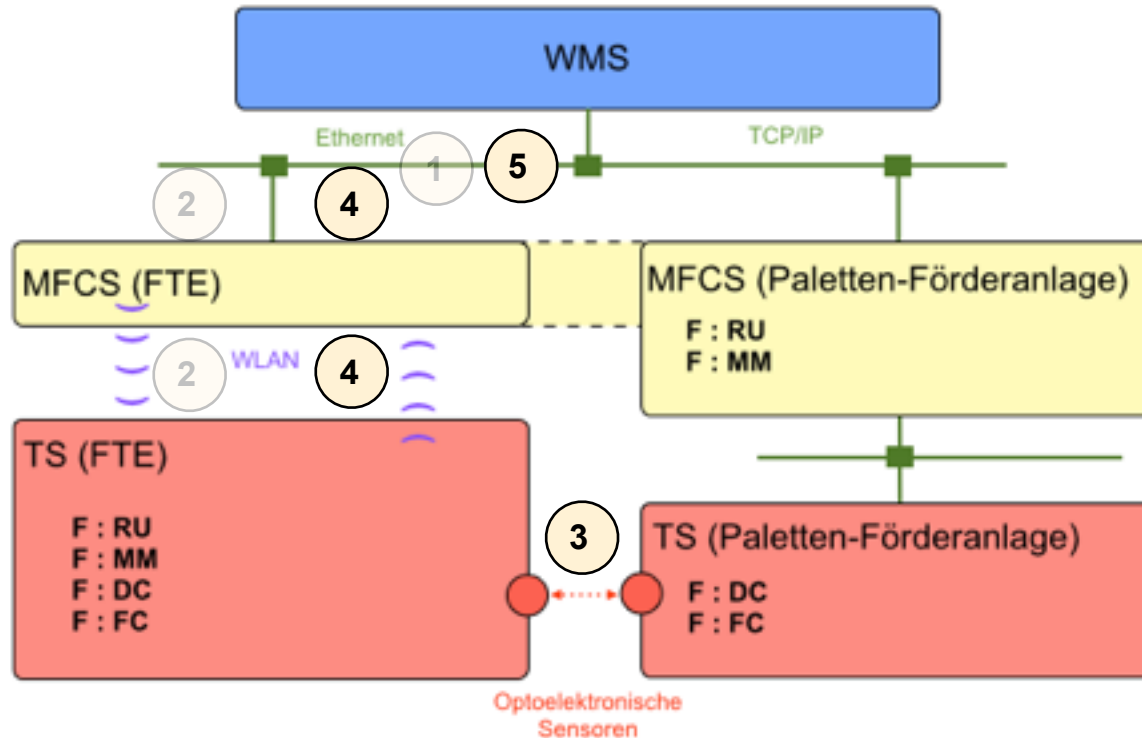 WMS
Ethernet
TCP/IP
1
5
2
4
MFCS (FTE)
MFCS (Paletten-Förderanlage)
F : RU
F : MM
2
WLAN
4
TS (FTE)
F : RU
F : MM
F : DC
F : FC
3
TS (Paletten-Förderanlage)
F : DC
F : FC
Optoelektronische
Sensoren